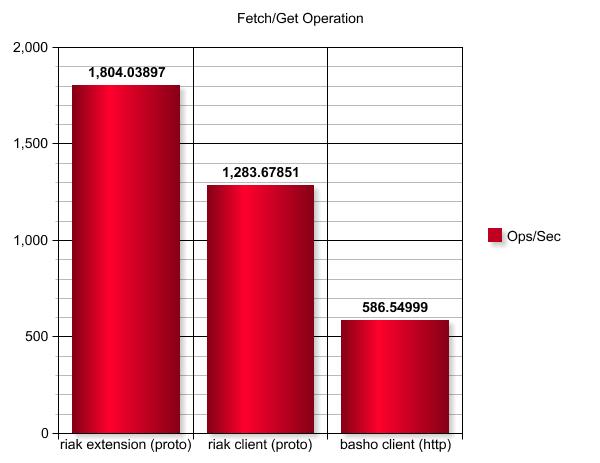 Fetch/Get Operation
2,000
1,804.03897
1,500
1,283.67851
1,000
Ops/Sec
586.54999
500
0
riak extension (proto)
riak client (proto)
basho client (http)